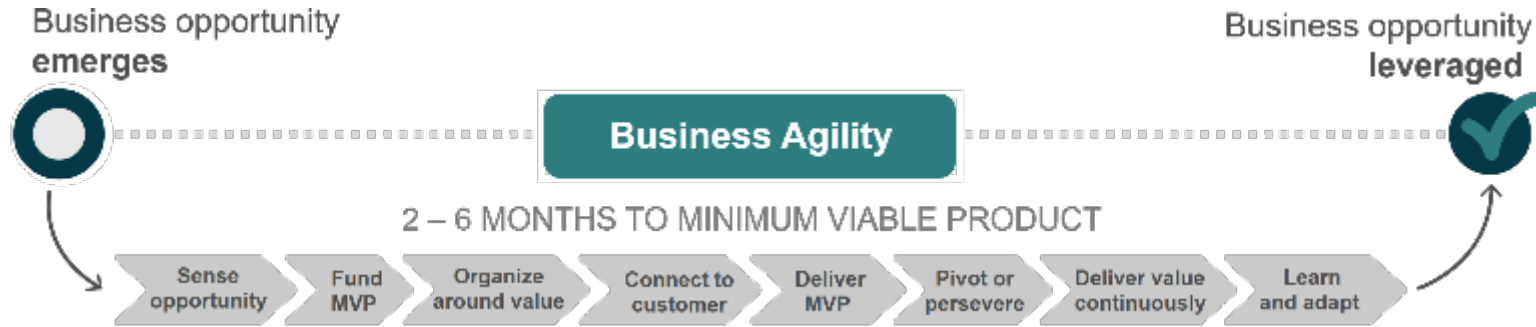 Business opportunity
emerges
Business opportunity
leveraged
Business Agility
2 – 6 MONTHS TO MINIMUM VIABLE PRODUCT
Sense
opportunity
Fund
MVP
Organize
around value
Connect to
customer
Deliver
MVP
Pivot or
persevere
Deliver value
continuously
Learn
and adapt